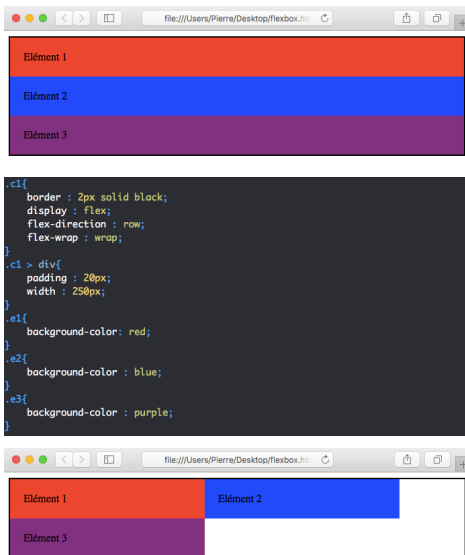 file:///Users/Pierre/Desktop/flexbox.ht
Elément 1
Elément 2
Elément 3
.c1{
    border : 2px solid black;
    display : flex;
    flex-direction : row;
    flex-wrap : wrap;
}
.c1 > div{
    padding : 20px;
    width : 250px;
}
.e1{
    background-color: red;
}
.e2{
    background-color : blue;
}
.e3{
    background-color : purple;
}
file:///Users/Pierre/Desktop/flexbox.ht
Elément 1 Elément 2
Elément 3